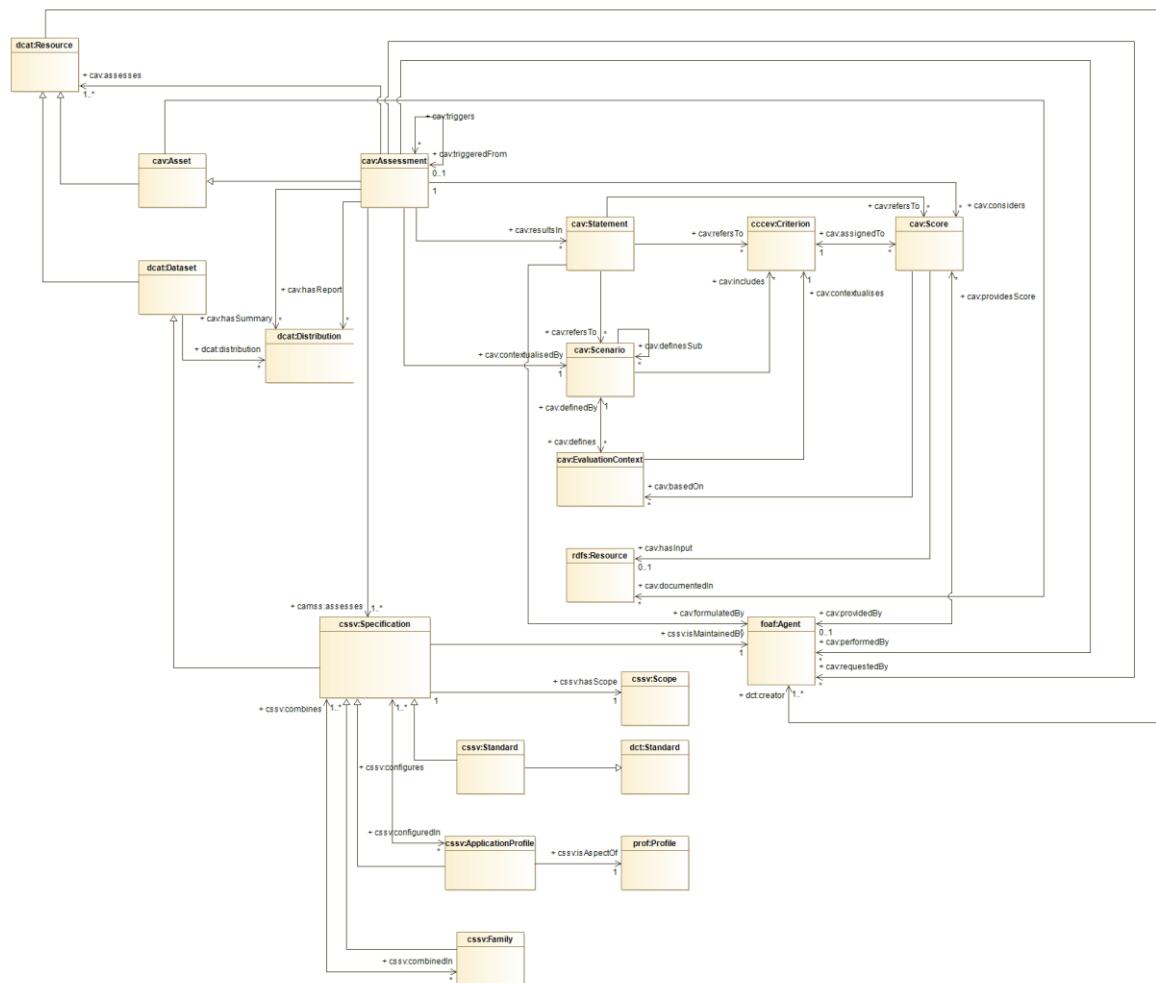 dcat:Resource
+ cav:assesses
1..*
+ cav:triggers
*
cav:Asset
cav:Assessment
+ cav:triggeredFrom
0..1
1
+ cav:refersTo
*
*
+ cav:considers
cav:Statement
cccev:Criterion
cav:Score
+ cav:resultsIn
*
+ cav:refersTo
*
+ cav:assignedTo
1
*
dcat:Dataset
+ cav:includes
*
1
+ cav:contextualises
*
+ cav:providesScore
+ cav:hasReport
+ cav:hasSummary
*
*
dcat:Distribution
+ dcat:distribution
*
+ cav:refersTo
*
cav:Scenario
+ cav:definesSub
*
+ cav:contextualisedBy
1
+ cav:definedBy
1
+ cav:defines
*
cav:EvaluationContext
+ cav:basedOn
*
rdfs:Resource
+ cav:hasInput
0..1
+ cav:documentedIn
*
+ camss:assesses
1..*
+ cav:formulatedBy
+ cav:providedBy
cssv:Specification
foaf:Agent
+ cssv:isMaintainedBy
1
0..1
+ cav:performedBy
*
+ cav:requestedBy
*
+ dct:creator
1..*
+ cssv:hasScope
1
1
cssv:Scope
+ cssv:combines
1..*
1..*
cssv:Standard
dct:Standard
+ cssv:configures
+ cssv:configuredIn
*
cssv:ApplicationProfile
+ cssv:isAspectOf
1
prof:Profile
cssv:Family
+ cssv:combinedIn
*